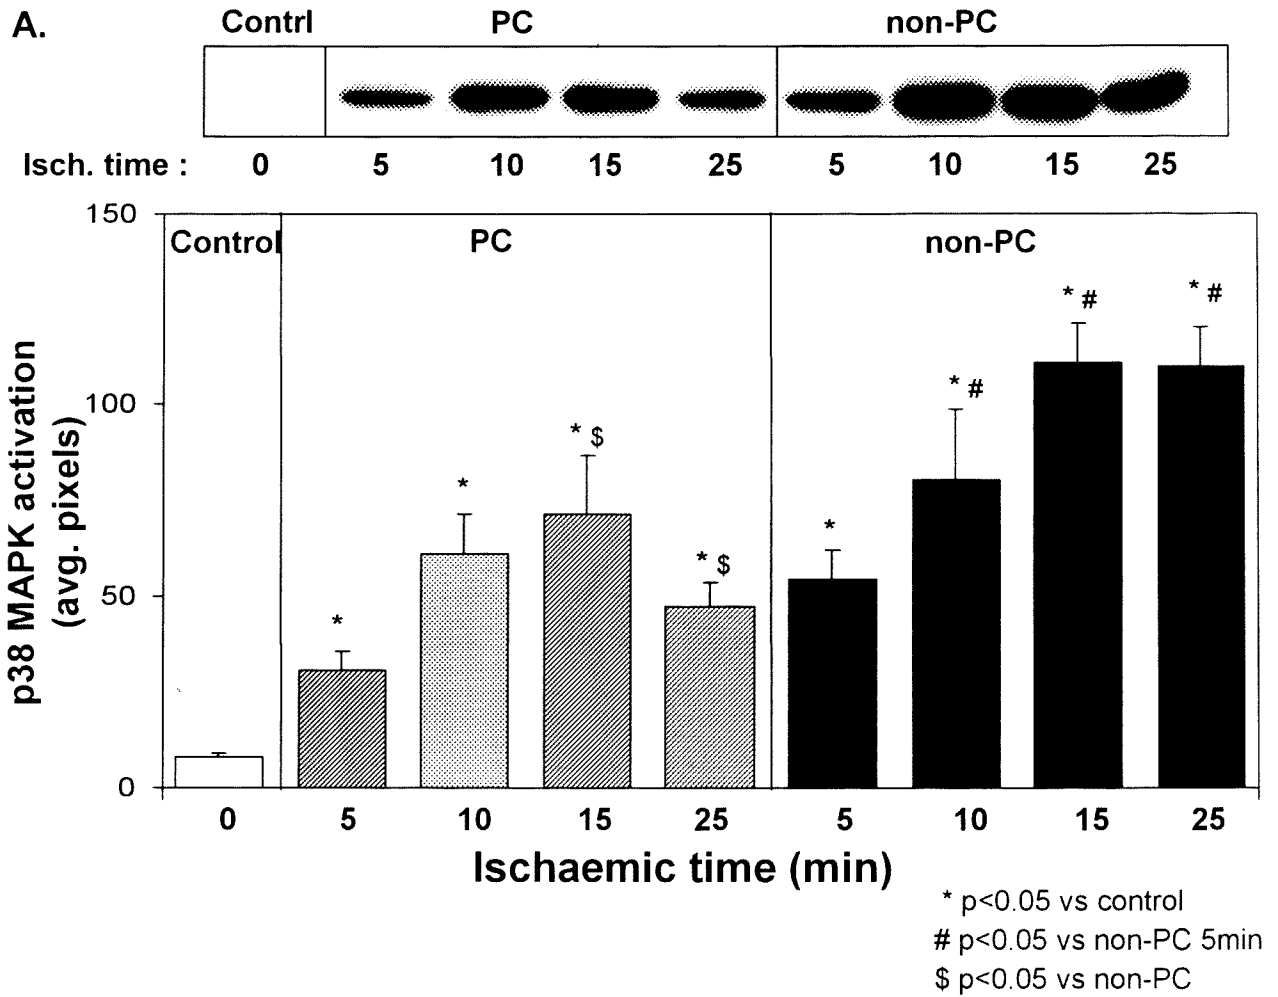 A.
Contrl PC non-PC
Isch. time : 0 5 10 15 25 5 10 15 25
150
Control PC non-PC
* # * #
* #
100
* $
*
* $
*
50
*
0
p38 MAPK activation
(avg. pixels)
0 5 10 15 25 5 10 15 25
Ischaemic time (min)
* p<0.05 vs control
# p<0.05 vs non-PC 5min
$ p<0.05 vs non-PC